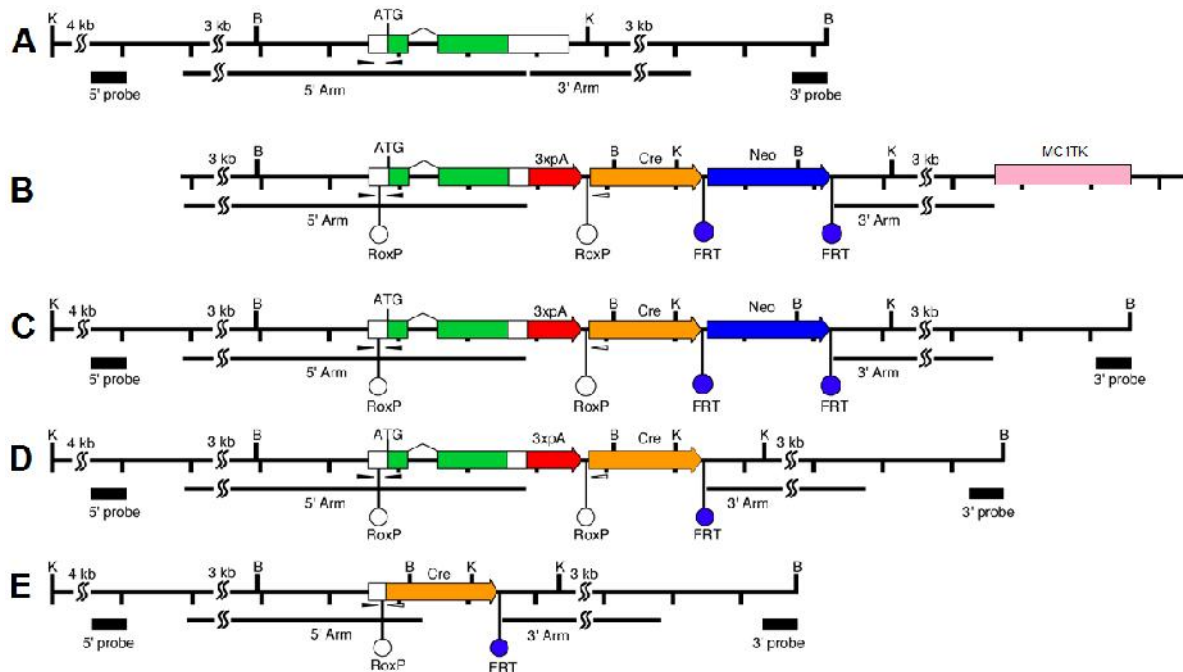 K 4 kb 3 kb B ATG K 3 kb B
A
5' probe 5' Arm 3' Arm 3' probe
3 kb B ATG 3xpA B Cre K Neo B K 3 kb MC1TK
B
5' Arm 3' Arm
RoxP RoxP FRT FRT
K 4 kb 3 kb B ATG 3xpA B Cre K Neo B K 3 kb B
C
5' probe 5' Arm 3' Arm 3' probe
RoxP RoxP FRT FRT
K 4 kb 3 kb B ATG 3xpA B Cre K K 3 kb B
D
5' probe 5' Arm 3' Arm 3' probe
RoxP RoxP FRT
K 4 kb 3 kb B B Cre K K 3 kb B
E
5' probe 5' Arm 3' Arm 3' probe
RoxP FRT